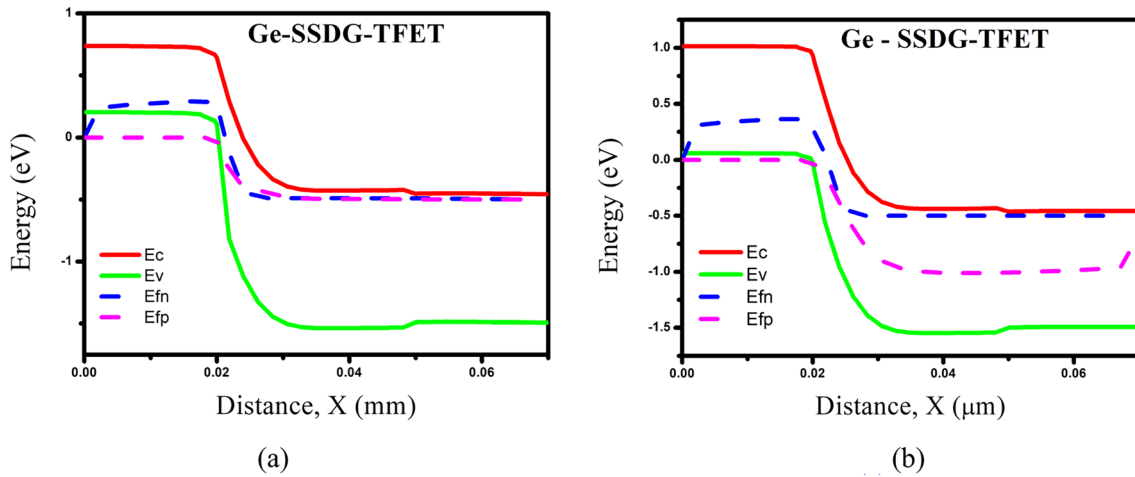 Ge-SSDG-TFET
1
0
-1
Energy (eV)
Ec
Ev
Efn
Efp
0.00
0.02
0.04
0.06
Distance, X (mm)
(a)
Ge - SSDG-TFET
1.0
0.5
0.0
-0.5
-1.0
-1.5
Energy (eV)
Ec
Ev
Efn
Efp
0.00
0.02
0.04
0.06
Distance, X (μm)
(b)